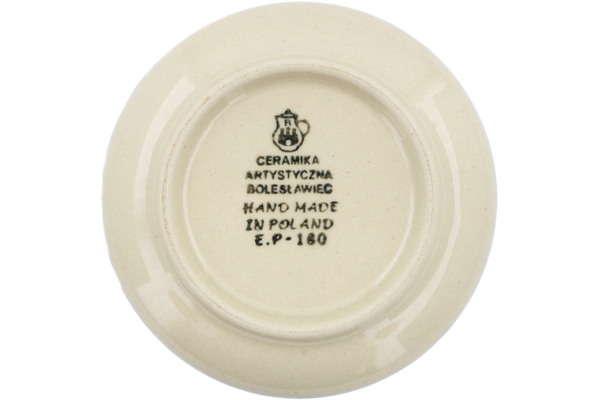 B
CERAMIKA
ARTYSTYCZNA
BOLESŁAWIEC
HAND MADE
IN POLAND
E.P-160